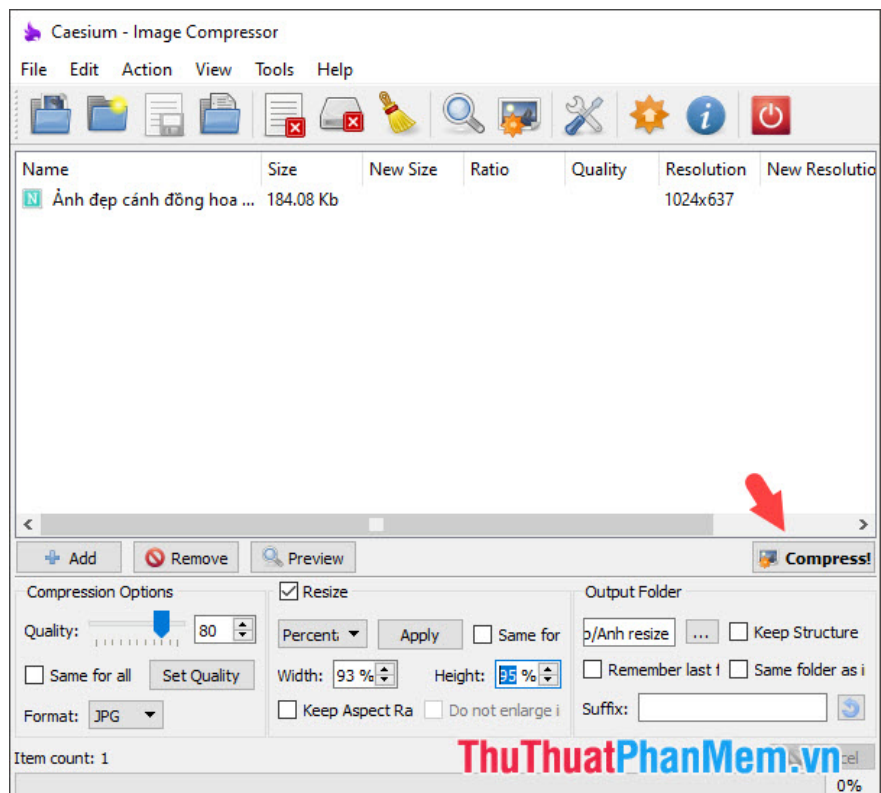 Caesium - Image Compressor
File Edit Action View Tools Help
Name Size New Size Ratio Quality Resolution New Resolutio
Ảnh đẹp cánh đồng hoa ... 184.08 Kb 1024x637
Add Remove Preview Compress!
Compression Options Resize Output Folder
Quality: 80 Percent: Apply Same for p/Anh resize ... Keep Structure
Same for all Set Quality Width: 93 % Height: 95 % Remember last f Same folder as i
Format: JPG Keep Aspect Ra Do not enlarge i Suffix:
Item count: 1
ThuThuatPhanMem.vn
0%